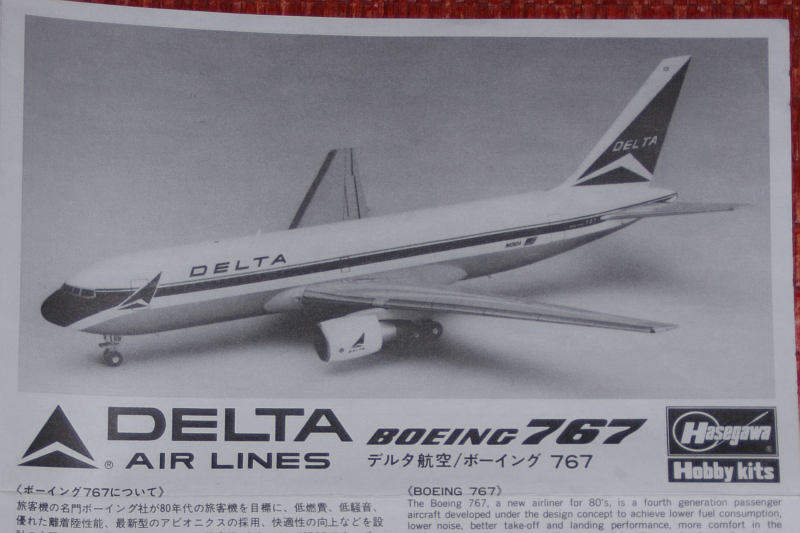 DELTA
DELTA
DELTA
AIR LINES
®
BOEING 767
デルタ航空/ボーイング 767
Hasegawa
Hobby kits
〈ボーイング767について〉
旅客機の名門ボーイング社が80年代の旅客機を目標に、低燃費、低騒音、
優れた離着陸性能、最新型のアビオニクスの採用、快適性の向上などを設
〈BOEING 767〉
The Boeing 767, a new airliner for 80's, is a fourth generation passenger
aircraft developed under the design concept to achieve lower fuel consumption,
lower noise, better take-off and landing performance, more comfort in the